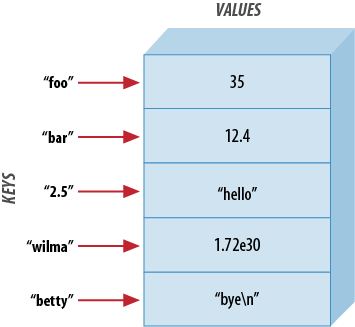 VALUES
"foo" 35
"bar" 12.4
"2.5" "hello"
KEYS
"wilma" 1.72e30
"betty" "bye\n"